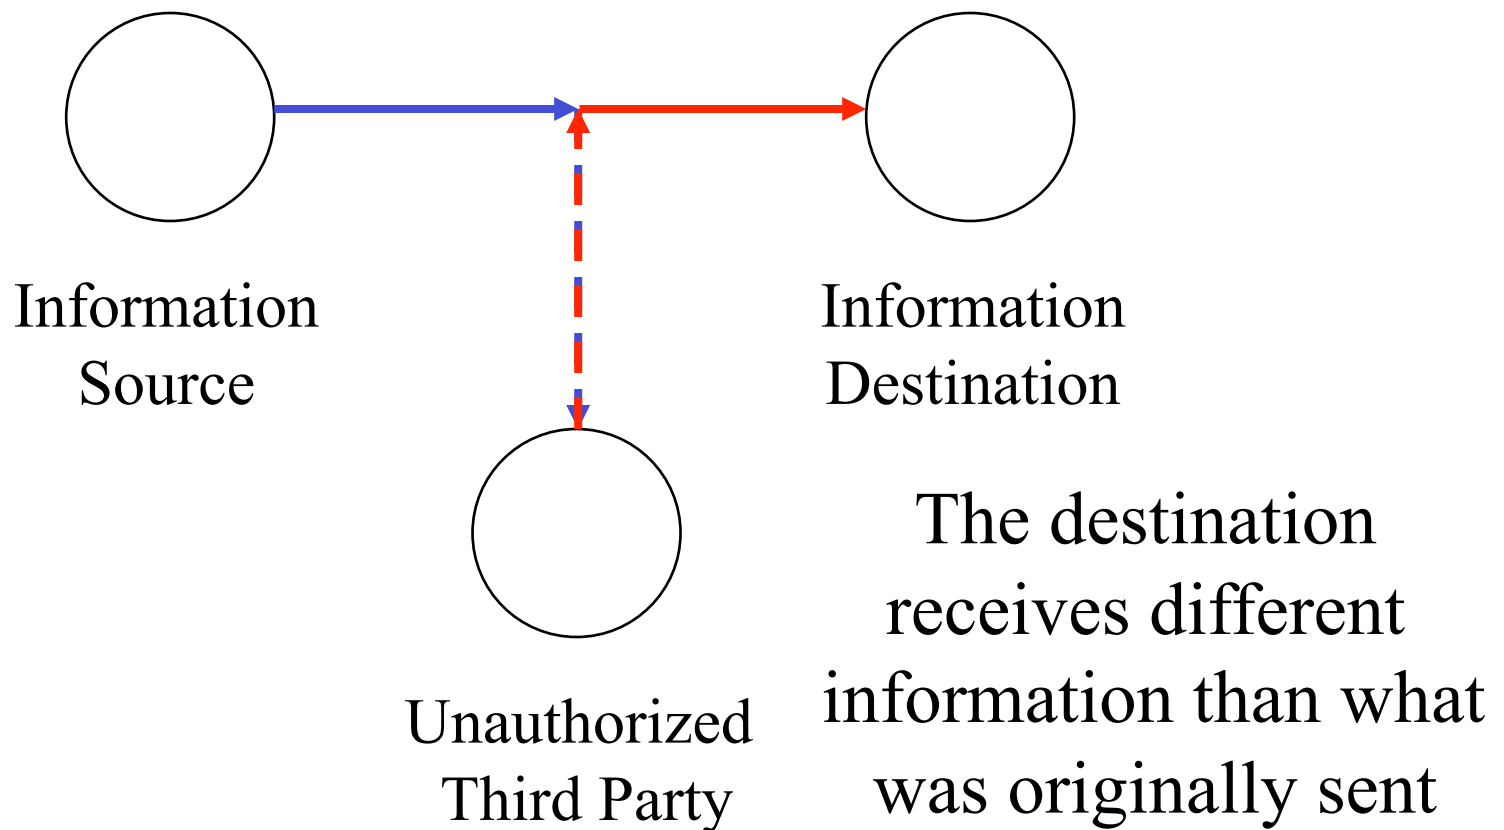 Information
Source
Information
Destination
Unauthorized
Third Party
The destination
receives different
information than what
was originally sent